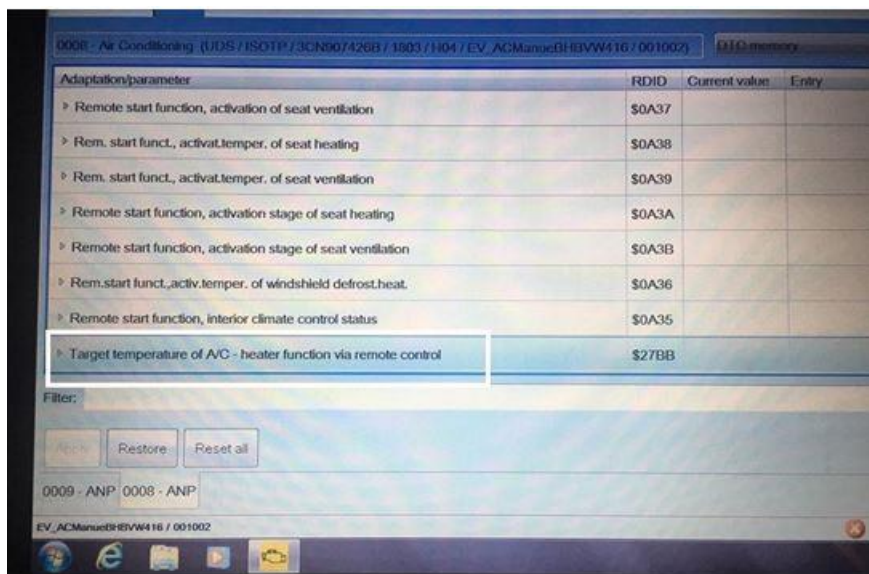 0008 - Air Conditioning (UDS / ISOTP / 3CN907426B / 1803 / H04 / EV_ACManueBHBVW416 / 001002) DTC memory
Adaptation/parameter RDID Current value Entry
Remote start function, activation of seat ventilation $0A37
Rem. start funct., activat.temper. of seat heating $0A38
Rem. start funct., activat.temper. of seat ventilation $0A39
Remote start function, activation stage of seat heating $0A3A
Remote start function, activation stage of seat ventilation $0A3B
Rem.start funct.,activ.temper. of windshield defrost.heat. $0A36
Remote start function, interior climate control status $0A35
Target temperature of A/C - heater function via remote control $27BB
Filter:
Apply Restore Reset all
0009 - ANP 0008 - ANP
EV_ACManueBHBVW416 / 001002